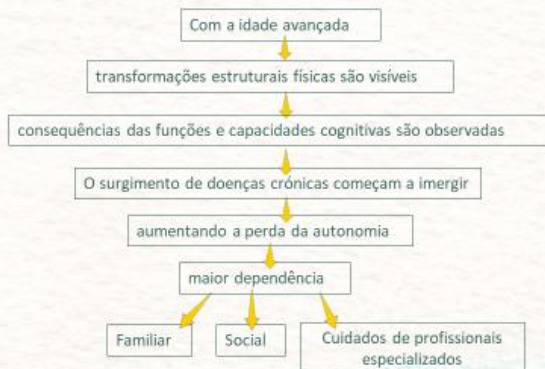 Com a idade avançada
transformações estruturais físicas são visíveis
consequências das funções e capacidades cognitivas são observadas
O surgimento de doenças crónicas começam a imergir
aumentando a perda da autonomia
maior dependência
Familiar
Social
Cuidados de profissionais
especializados